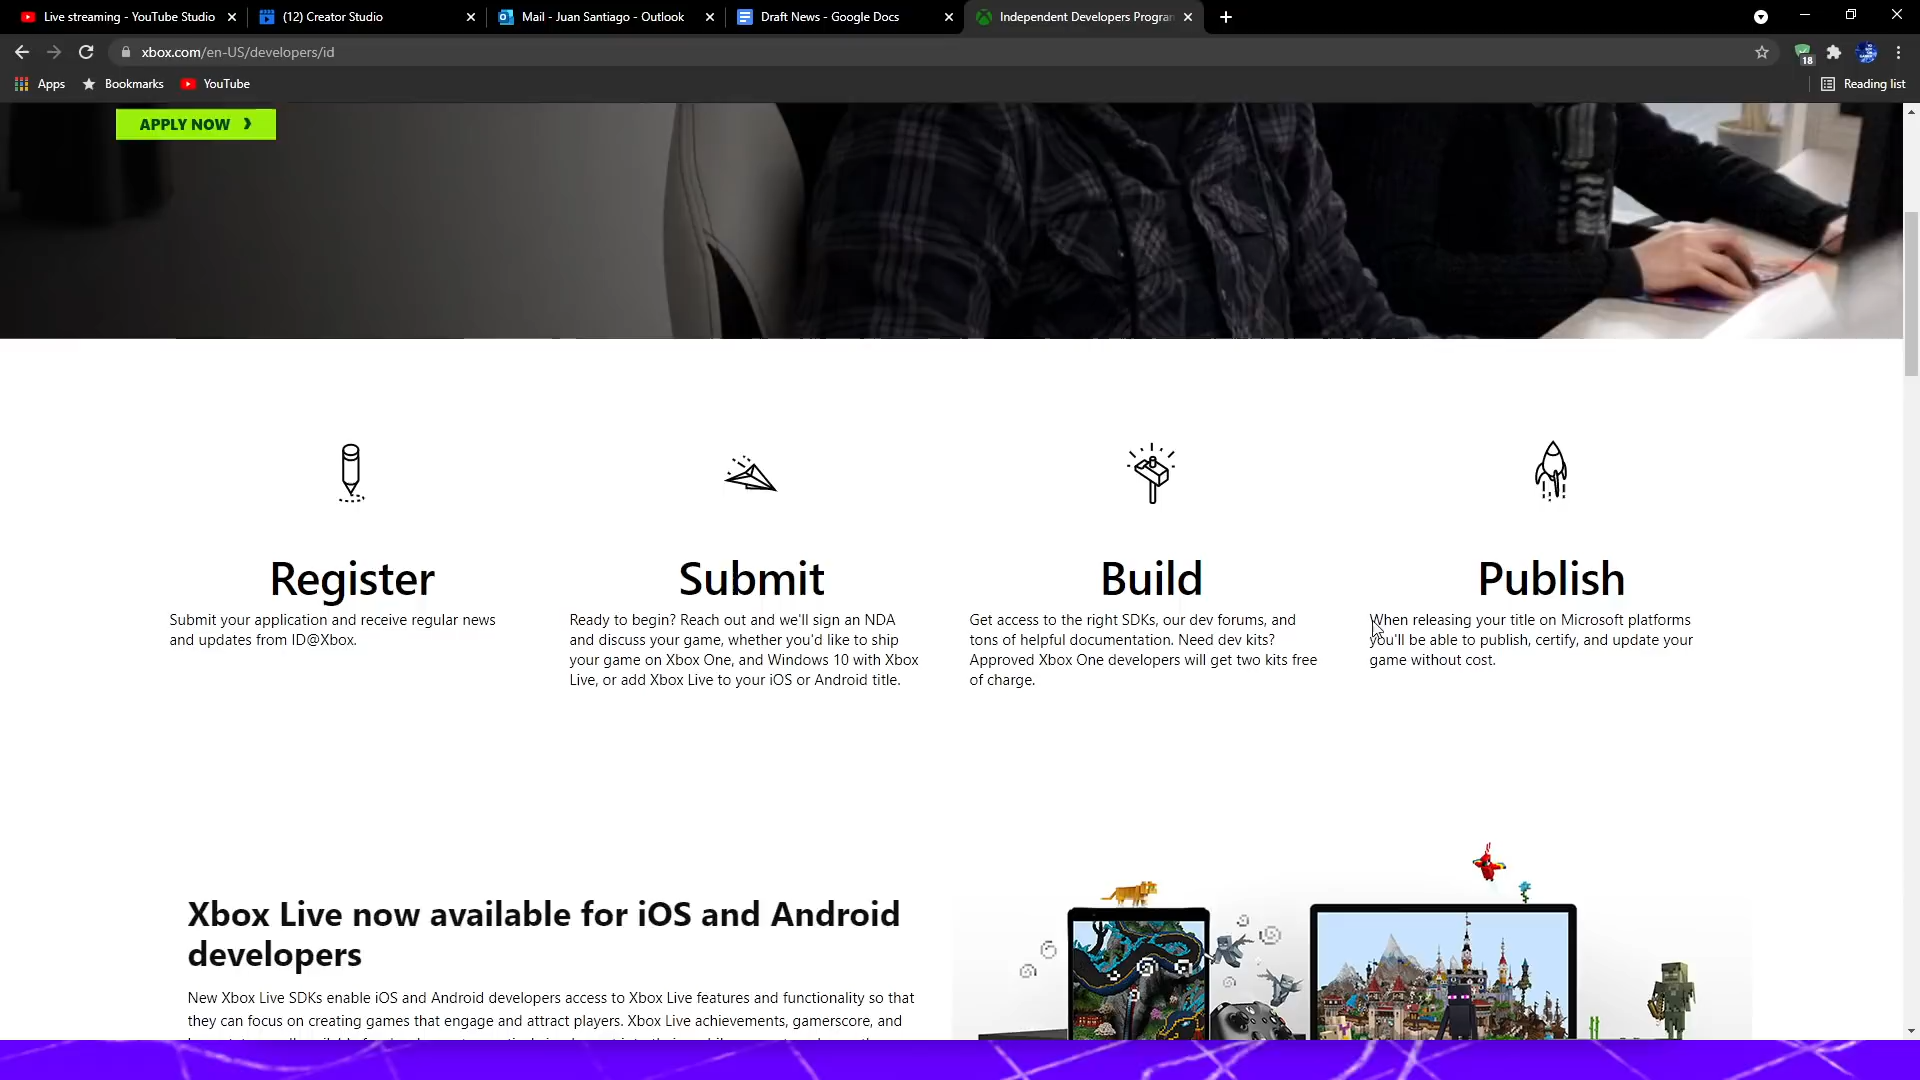 Live streaming - YouTube Studio
(12) Creator Studio
Mail - Juan Santiago - Outlook
Draft News - Google Docs
Independent Developers Program
xbox.com/en-US/developers/id
18
Apps
Bookmarks
YouTube
Reading list
APPLY NOW
Register
Submit your application and receive regular news
and updates from ID@Xbox.
Submit
Ready to begin? Reach out and we'll sign an NDA
and discuss your game, whether you'd like to ship
your game on Xbox One, and Windows 10 with Xbox
Live, or add Xbox Live to your iOS or Android title.
Build
Get access to the right SDKs, our dev forums, and
tons of helpful documentation. Need dev kits?
Approved Xbox One developers will get two kits free
of charge.
Publish
When releasing your title on Microsoft platforms
you'll be able to publish, certify, and update your
game without cost.
Xbox Live now available for iOS and Android
developers
New Xbox Live SDKs enable iOS and Android developers access to Xbox Live features and functionality so that
they can focus on creating games that engage and attract players. Xbox Live achievements, gamerscore, and